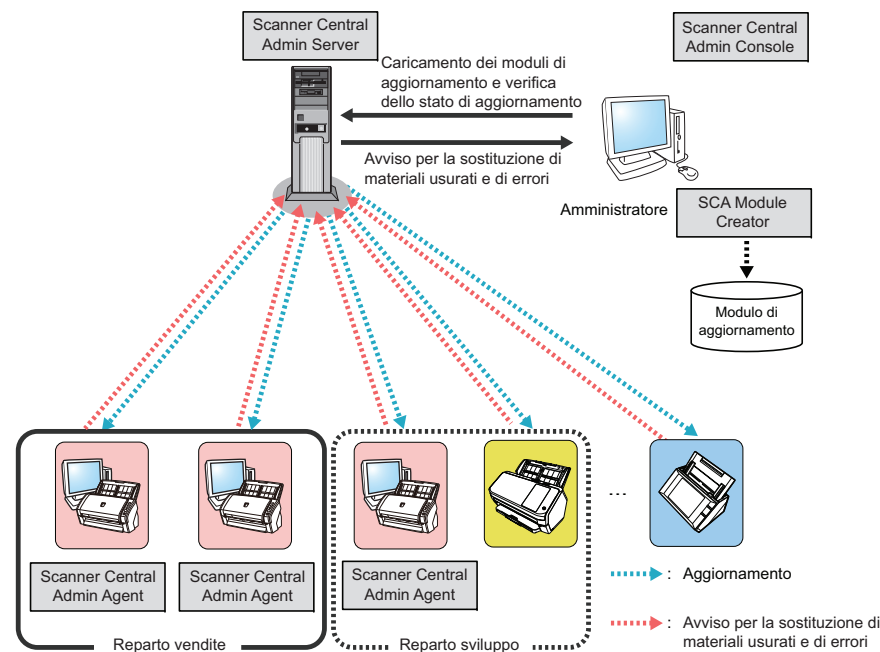 Scanner Central
Admin Server
Scanner Central
Admin Console
Caricamento dei moduli di
aggiornamento e verifica
dello stato di aggiornamento
Avviso per la sostituzione di
materiali usurati e di errori
Amministratore
SCA Module
Creator
Modulo di
aggiornamento
...
Scanner Central
Admin Agent
Scanner Central
Admin Agent
Scanner Central
Admin Agent
Reparto vendite
Reparto sviluppo
: Aggiornamento
: Avviso per la sostituzione di
materiali usurati e di errori